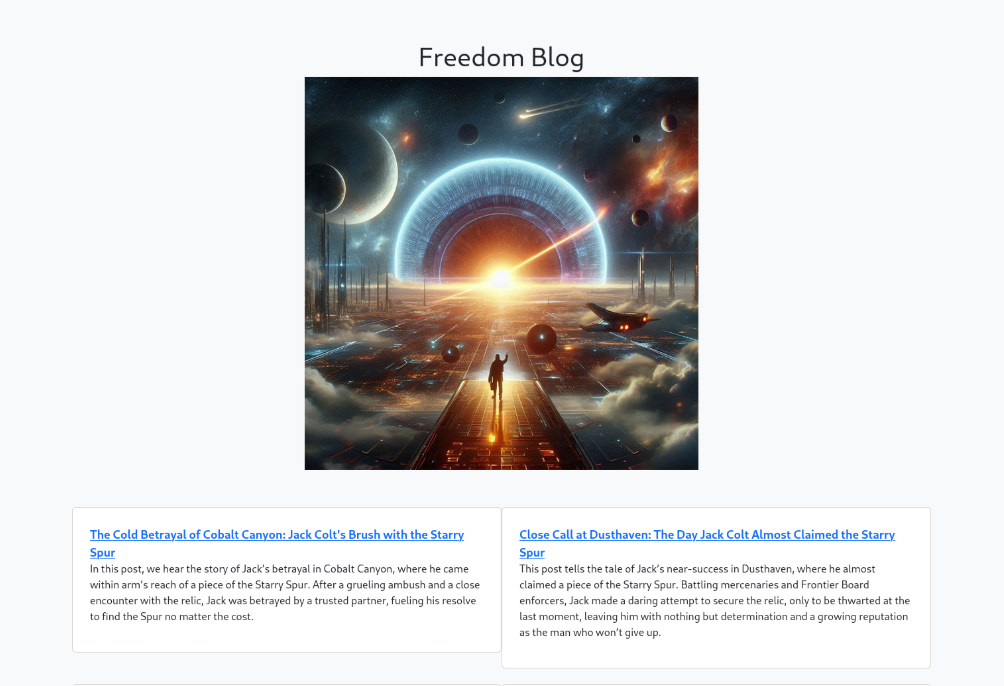 Freedom Blog
The Cold Betrayal of Cobalt Canyon: Jack Colt's Brush with the Starry
Spur
In this post, we hear the story of Jack’s betrayal in Cobalt Canyon, where he came
within arm’s reach of a piece of the Starry Spur. After a grueling ambush and a close
encounter with the relic, Jack was betrayed by a trusted partner, fueling his resolve
to find the Spur no matter the cost.
Close Call at Dusthaven: The Day Jack Colt Almost Claimed the Starry
Spur
This post tells the tale of Jack’s near-success in Dusthaven, where he almost
claimed a piece of the Starry Spur. Battling mercenaries and Frontier Board
enforcers, Jack made a daring attempt to secure the relic, only to be thwarted at the
last moment, leaving him with nothing but determination and a growing reputation
as the man who won’t give up.